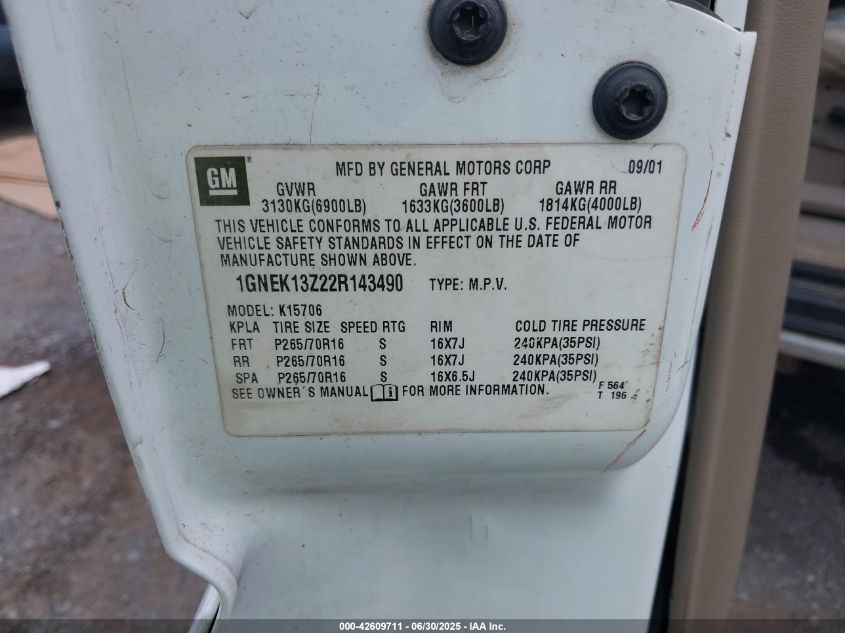 GM ®
MFD BY GENERAL MOTORS CORP 09/01
GVWR GAWR FRT GAWR RR
3130KG(6900LB) 1633KG(3600LB) 1814KG(4000LB)
THIS VEHICLE CONFORMS TO ALL APPLICABLE U.S. FEDERAL MOTOR
VEHICLE SAFETY STANDARDS IN EFFECT ON THE DATE OF
MANUFACTURE SHOWN ABOVE.
1GNEK13Z22R143490 TYPE: M.P.V.
MODEL: K15706
KPLA TIRE SIZE SPEED RTG RIM COLD TIRE PRESSURE
FRT P265/70R16 S 16X7J 240KPA(35PSI)
RR P265/70R16 S 16X7J 240KPA(35PSI)
SPA P265/70R16 S 16X6.5J 240KPA(35PSI)
SEE OWNER'S MANUAL FOR MORE INFORMATION.
F 564
T 196
000-42609711 - 06/30/2025 - IAA Inc.